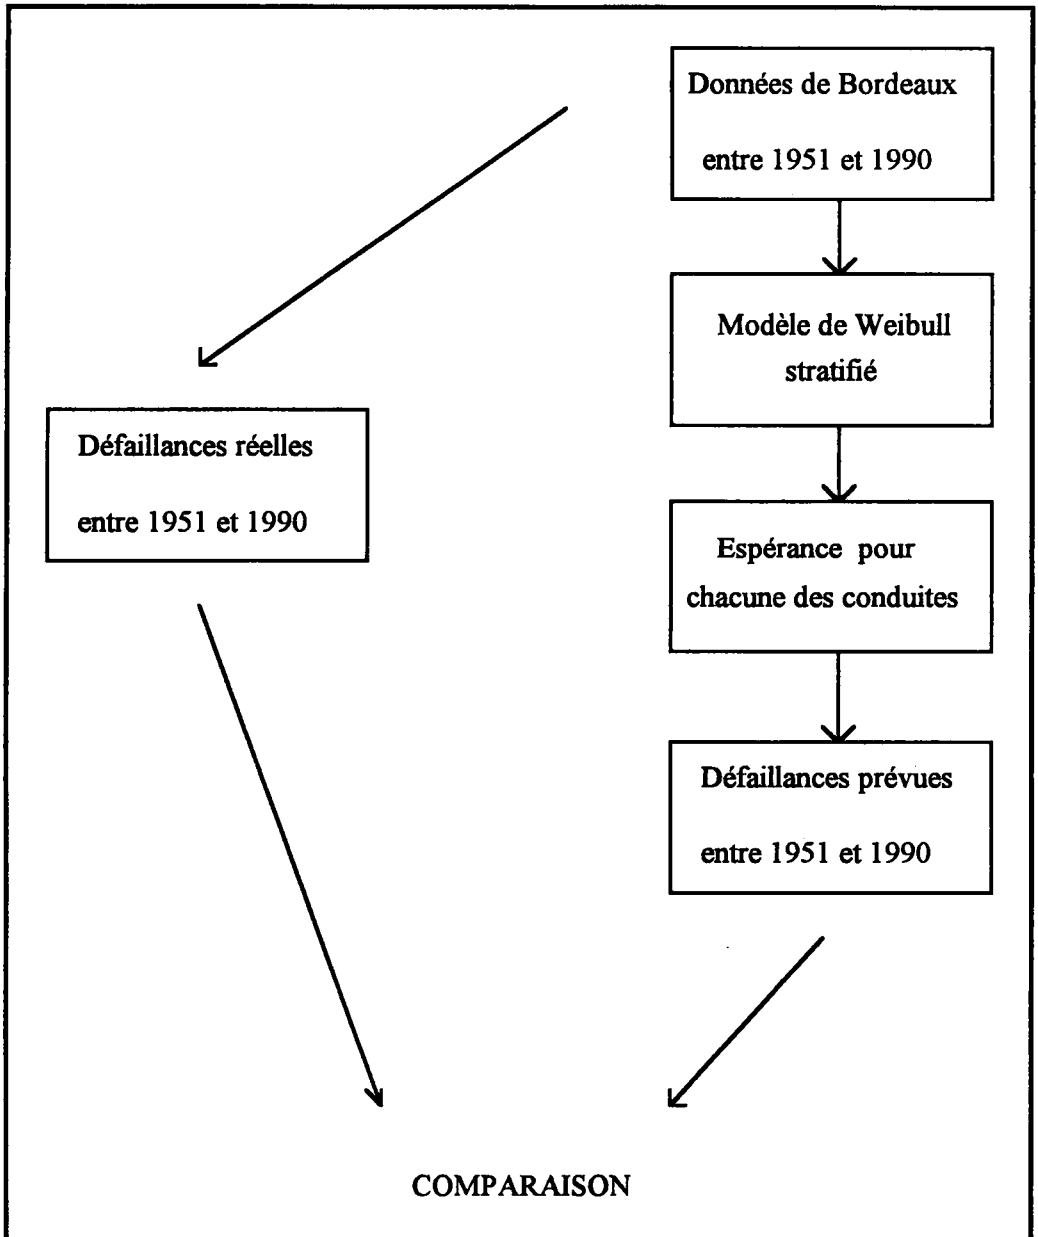 Données de Bordeaux
entre 1951 et 1990
Modèle de Weibull
stratifié
Défaillances réelles
entre 1951 et 1990
Espérance pour
chacune des conduites
Défaillances prévues
entre 1951 et 1990
COMPARAISON